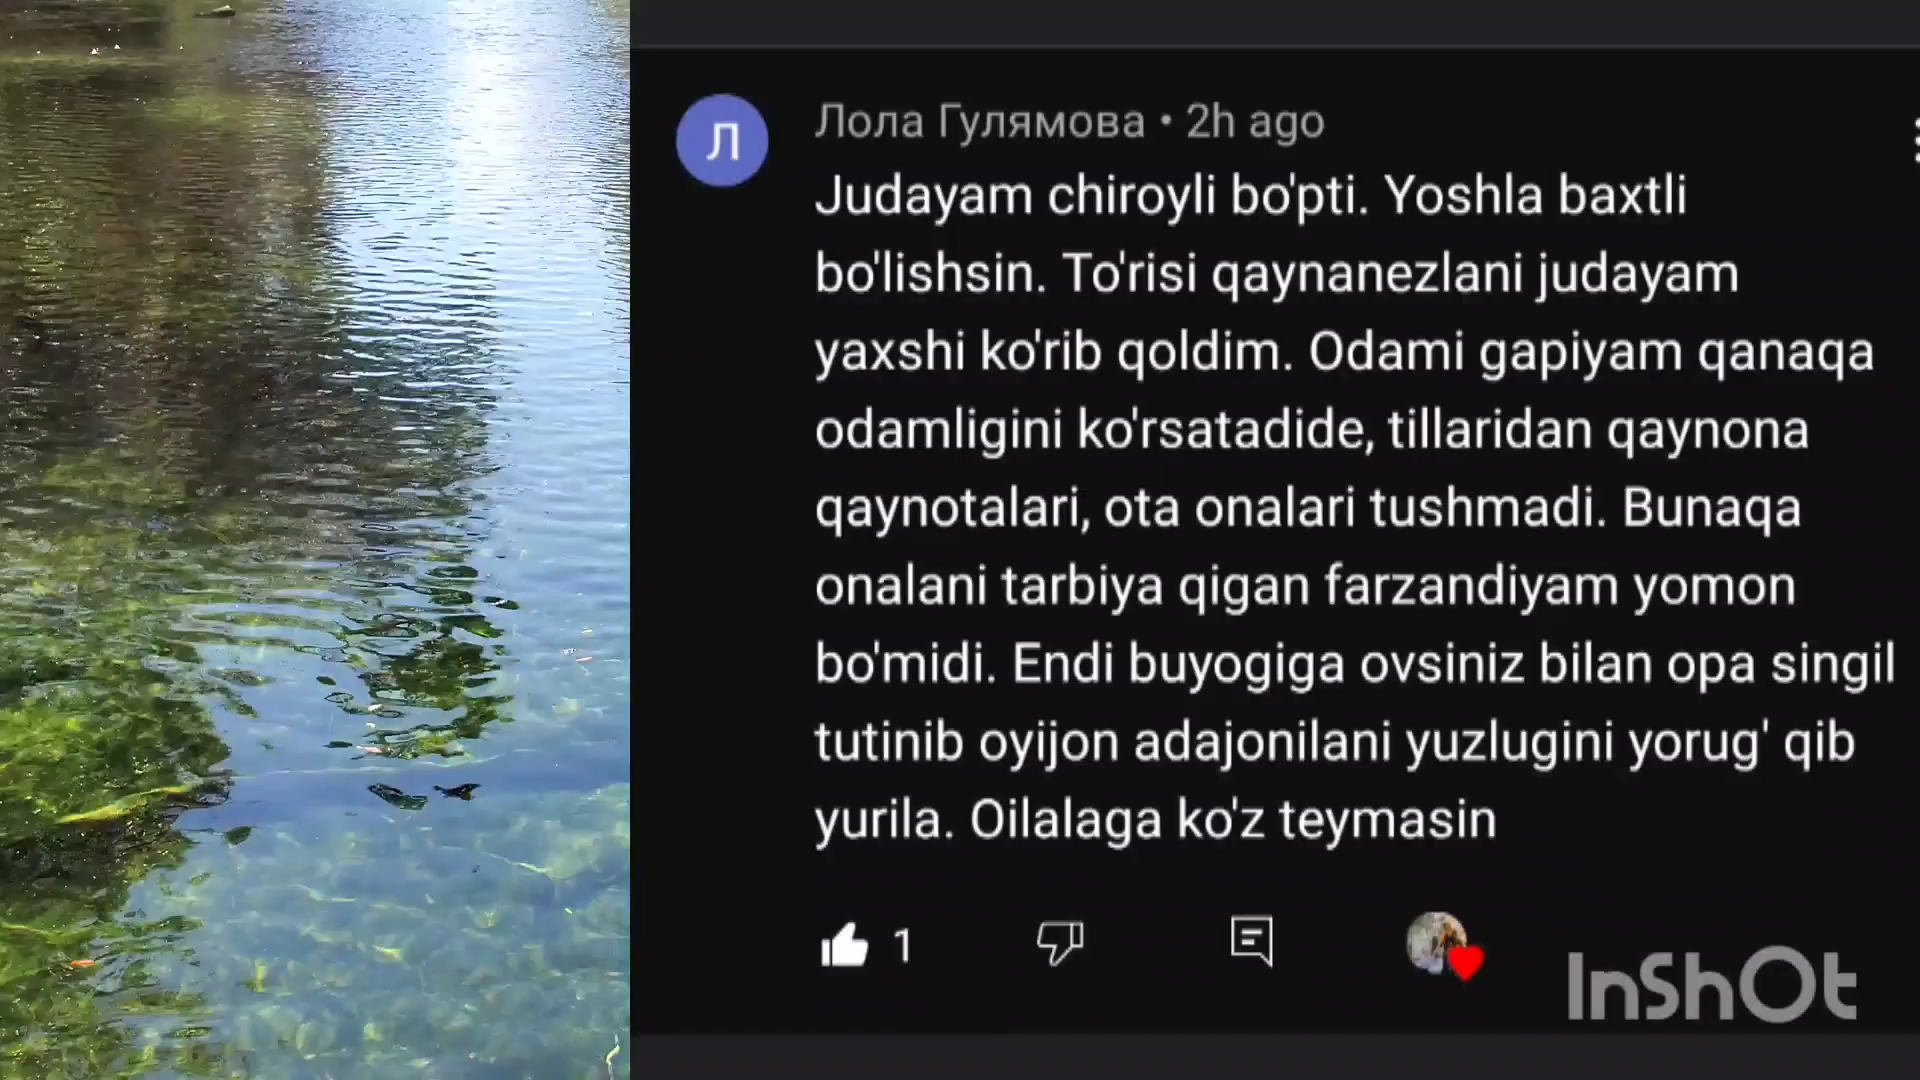 Л
Лола Гулямова • 2h ago
Judayam chiroyli bo'pti. Yoshla baxtli
bo'lishsin. To'risi qaynanezlani judayam
yaxshi ko'rib qoldim. Odami gapiyam qanaqa
odamligini ko'rsatadide, tillaridan qaynona
qaynotalari, ota onalari tushmadi. Bunaqa
onalani tarbiya qigan farzandiyam yomon
bo'midi. Endi buyogiga ovsiniz bilan opa singil
tutinib oyijon adajonilani yuzlugini yorug' qib
yurila. Oilalaga ko'z teymasin
1
InShOt